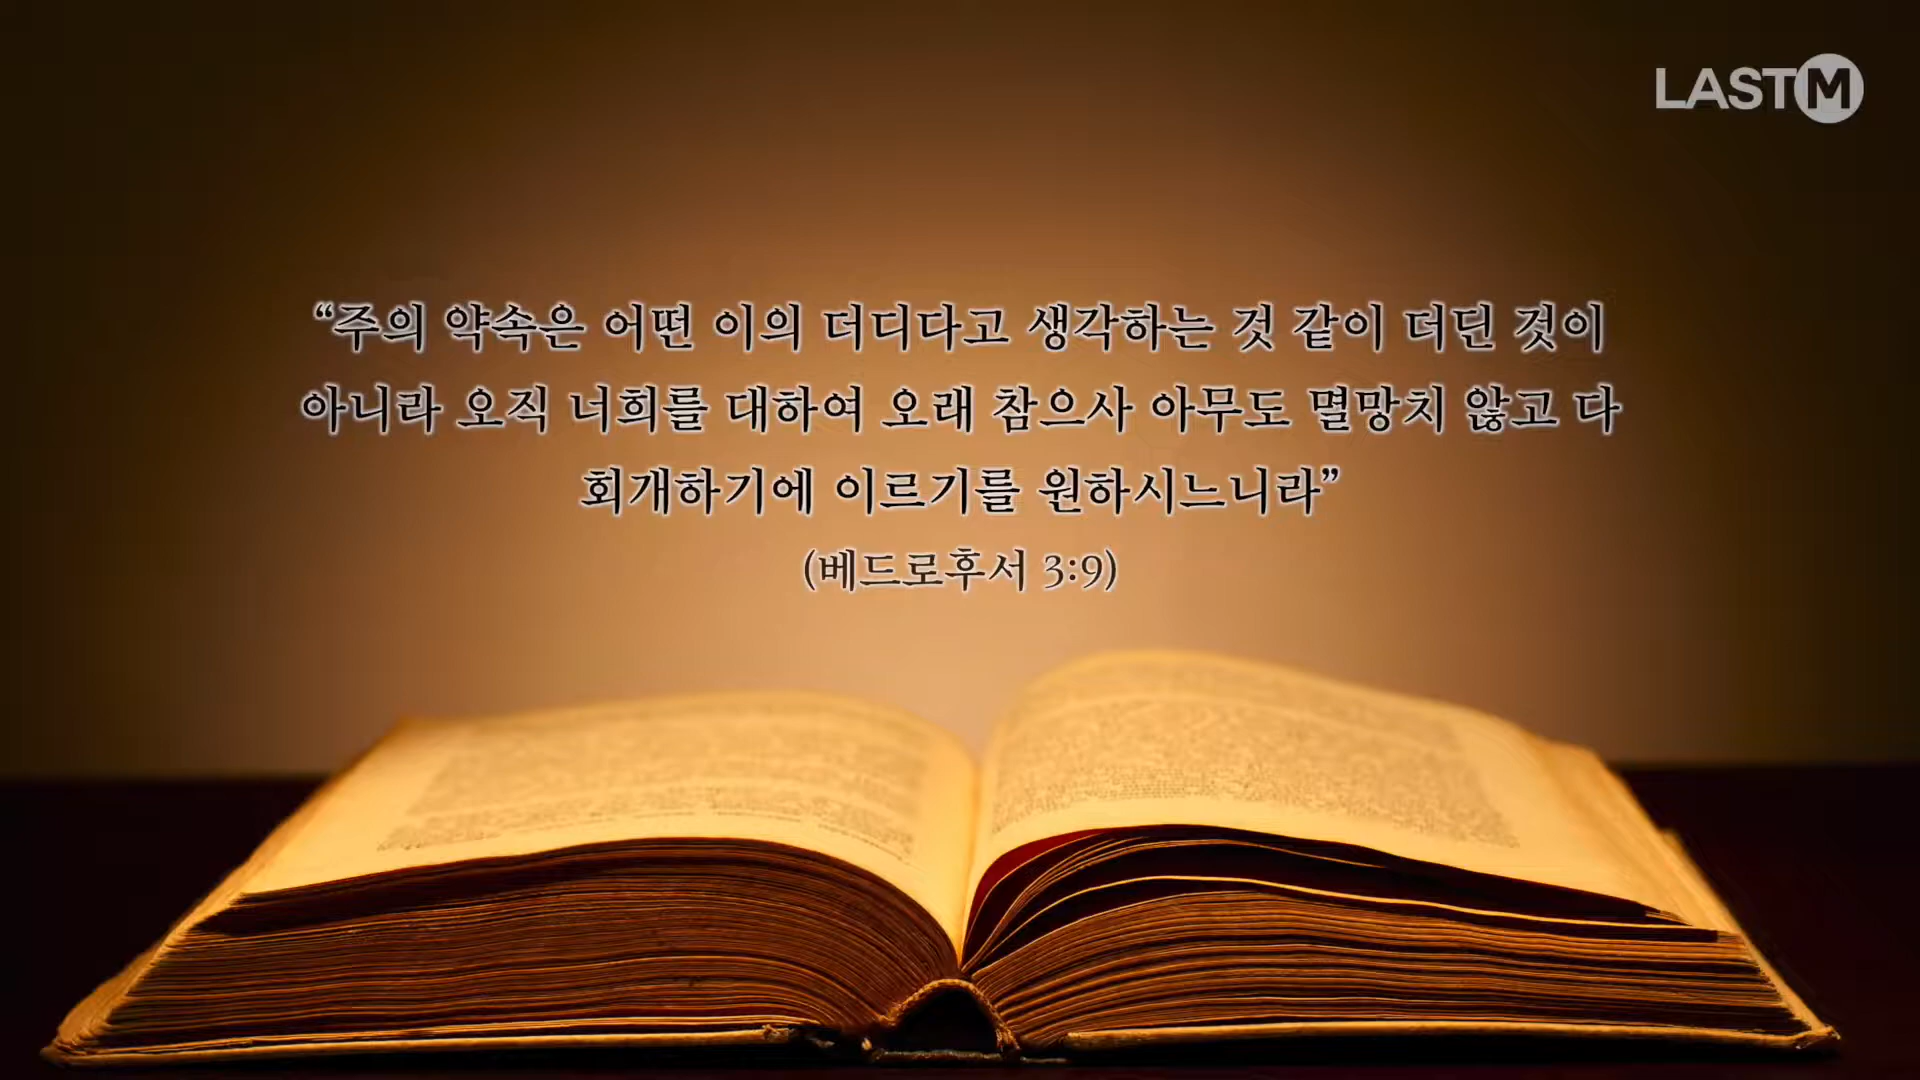 LASTM
“주의 약속은 어떤 이의 더디다고 생각하는 것 같이 더딘 것이
아니라 오직 너희를 대하여 오래 참으사 아무도 멸망치 않고 다
회개하기에 이르기를 원하시느니라”
(베드로후서 3:9)